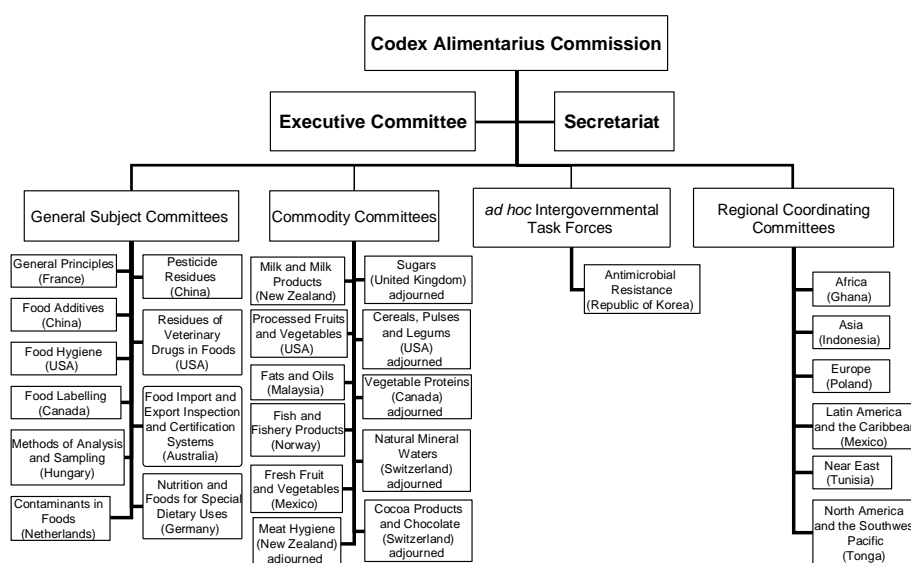 Codex Alimentarius Commission
Executive Committee
Secretariat
General Subject Committees
General Principles
(France)
Food Additives
(China)
Food Hygiene
(USA)
Food Labelling
(Canada)
Methods of Analysis
and Sampling
(Hungary)
Contaminants in
Foods
(Netherlands)
Pesticide
Residues
(China)
Residues of
Veterinary
Drugs in Foods
(USA)
Food Import and
Export Inspection
and Certification
Systems
(Australia)
Nutrition and
Foods for Special
Dietary Uses
(Germany)
Commodity Committees
Milk and Milk
Products
(New Zealand)
Processed Fruits
and Vegetables
(USA)
Fats and Oils
(Malaysia)
Fish and
Fishery Products
(Norway)
Fresh Fruit
and Vegetables
(Mexico)
Meat Hygiene
(New Zealand)
adjourned
Sugars
(United Kingdom)
adjourned
Cereals, Pulses
and Legums
(USA)
adjourned
Vegetable Proteins
(Canada)
adjourned
Natural Mineral
Waters
(Switzerland)
adjourned
Cocoa Products
and Chocolate
(Switzerland)
adjourned
ad hoc Intergovernmental
Task Forces
Antimicrobial
Resistance
(Republic of Korea)
Regional Coordinating
Committees
Africa
(Ghana)
Asia
(Indonesia)
Europe
(Poland)
Latin America
and the Caribbean
(Mexico)
Near East
(Tunisia)
North America
and the Southwest
Pacific
(Tonga)